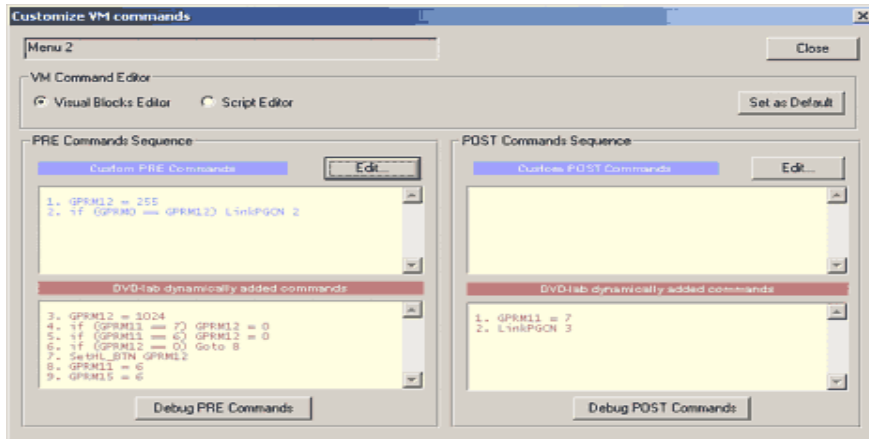 Customize VM commands
Menu 2
Close
VM Command Editor
Visual Blocks Editor
Script Editor
Set as Default
PRE Commands Sequence
Custom PRE Commands
Edit...
1. GPRM12 = 255
2. if (GPRM0 == GPRM12) LinkPGCN 2
DVD-lab dynamically added commands
3. GPRM12 = 1024
4. if (GPRM11 == 7) GPRM12 = 0
5. if (GPRM11 == 6) GPRM12 = 0
6. if (GPRM12 == 0) Goto 8
7. SetHL_BTN GPRM12
8. GPRM11 = 6
9. GPRM15 = 6
Debug PRE Commands
POST Commands Sequence
Custom POST Commands
Edit...
DVD-lab dynamically added commands
1. GPRM11 = 7
2. LinkPGCN 3
Debug POST Commands